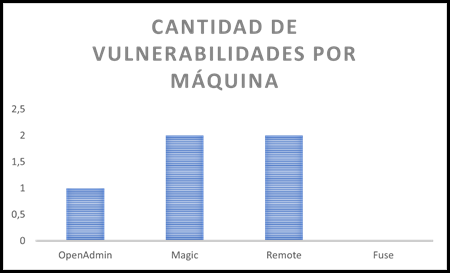 CANTIDAD DE
VULNERABILIDADES POR
MÁQUINA
2,5
2
1,5
1
0,5
0
OpenAdmin Magic Remote Fuse